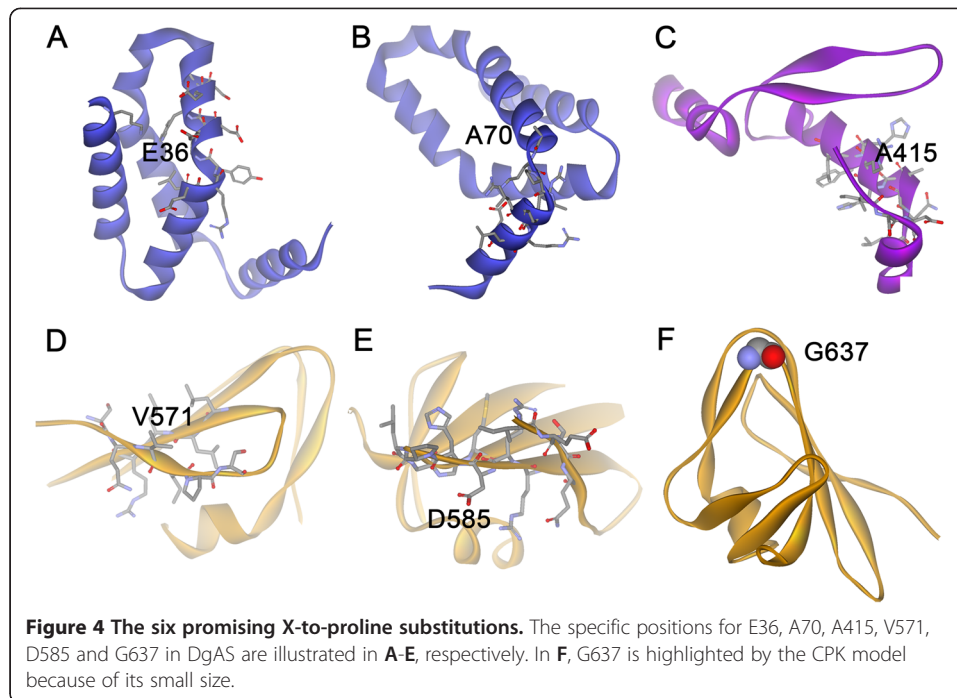 A
B
C
E36
A70
A415
D
E
F
V571
G637
D585
Figure 4 The six promising X-to-proline substitutions. The specific positions for E36, A70, A415, V571,
D585 and G637 in DgAS are illustrated in A-E, respectively. In F, G637 is highlighted by the CPK model
because of its small size.